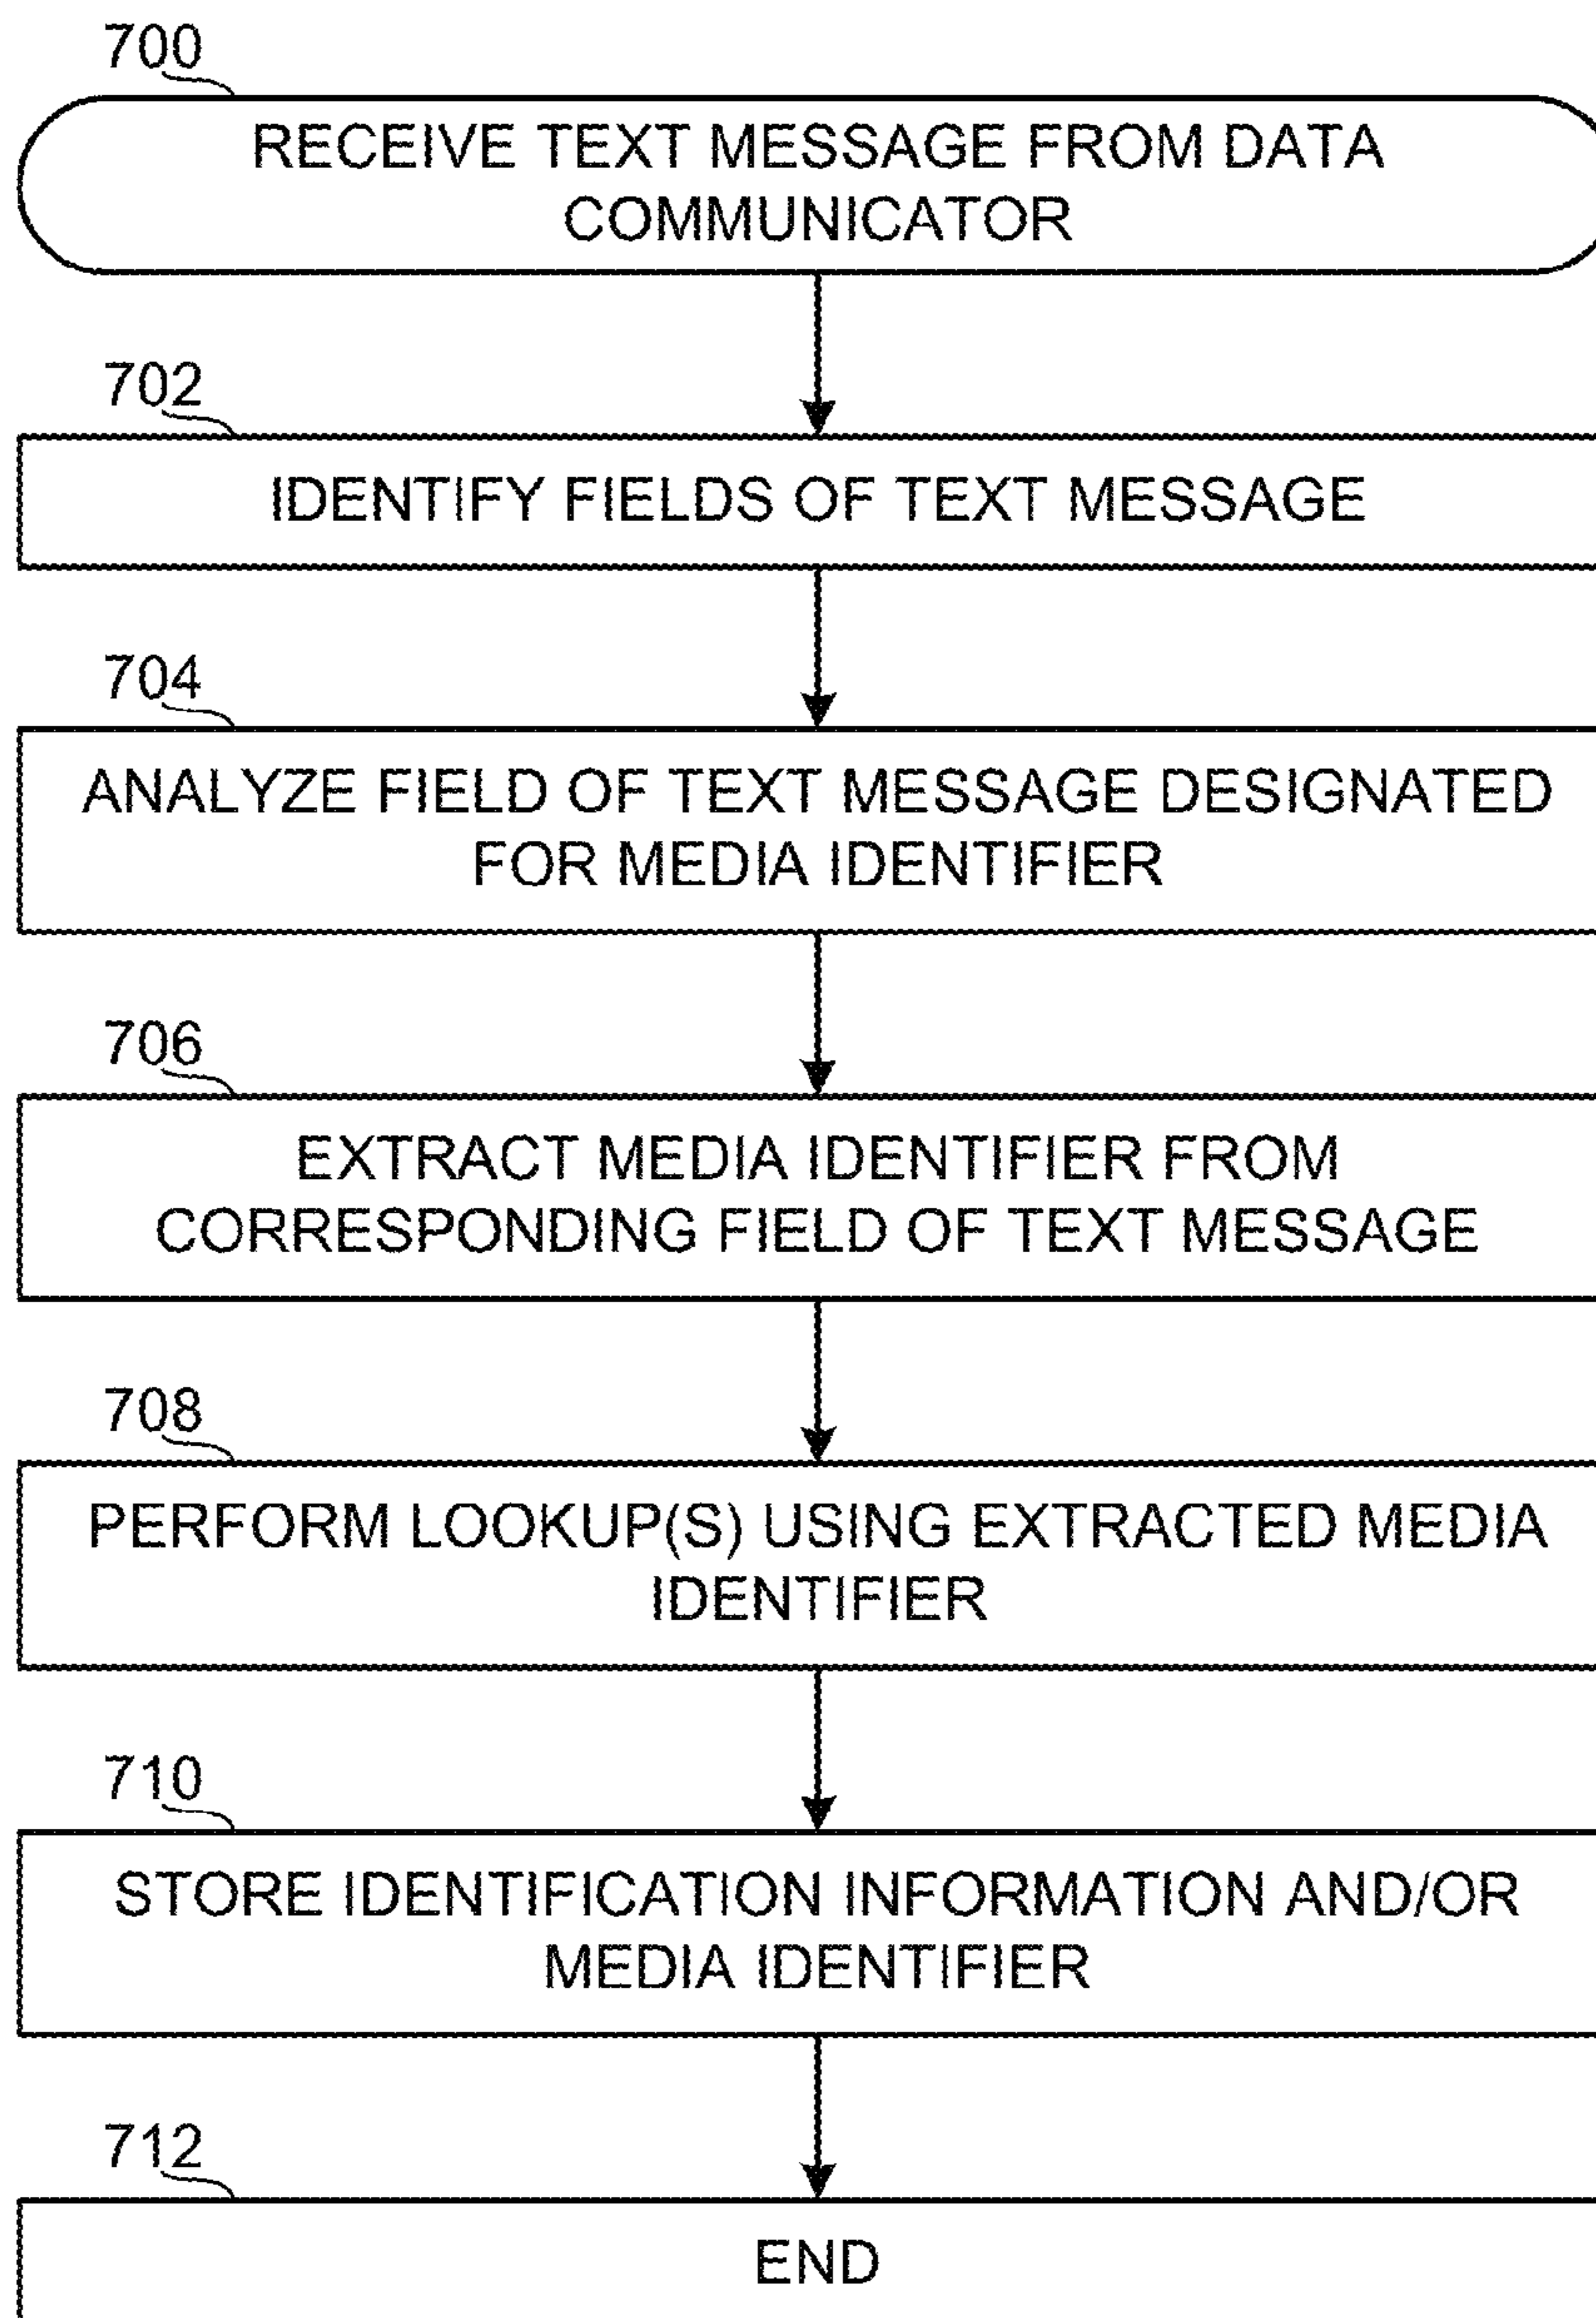 700
RECEIVE TEXT MESSAGE FROM DATA
COMMUNICATOR
702
IDENTIFY FIELDS OF TEXT MESSAGE
704
ANALYZE FIELD OF TEXT MESSAGE DESIGNATED
FOR MEDIA IDENTIFIER
706
EXTRACT MEDIA IDENTIFIER FROM
CORRESPONDING FIELD OF TEXT MESSAGE
708
PERFORM LOOKUP(S) USING EXTRACTED MEDIA
IDENTIFIER
710
STORE IDENTIFICATION INFORMATION AND/OR
MEDIA IDENTIFIER
712
END